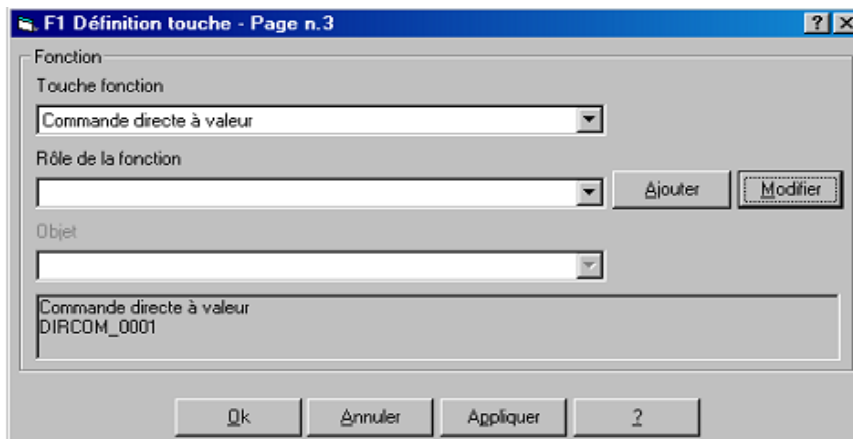 F1 Définition touche - Page n.3
Fonction
Touche fonction
Commande directe à valeur
Rôle de la fonction
Ajouter
Modifier
Objet
Commande directe à valeur
DIRCOM_0001
Ok
Annuler
Appliquer
?